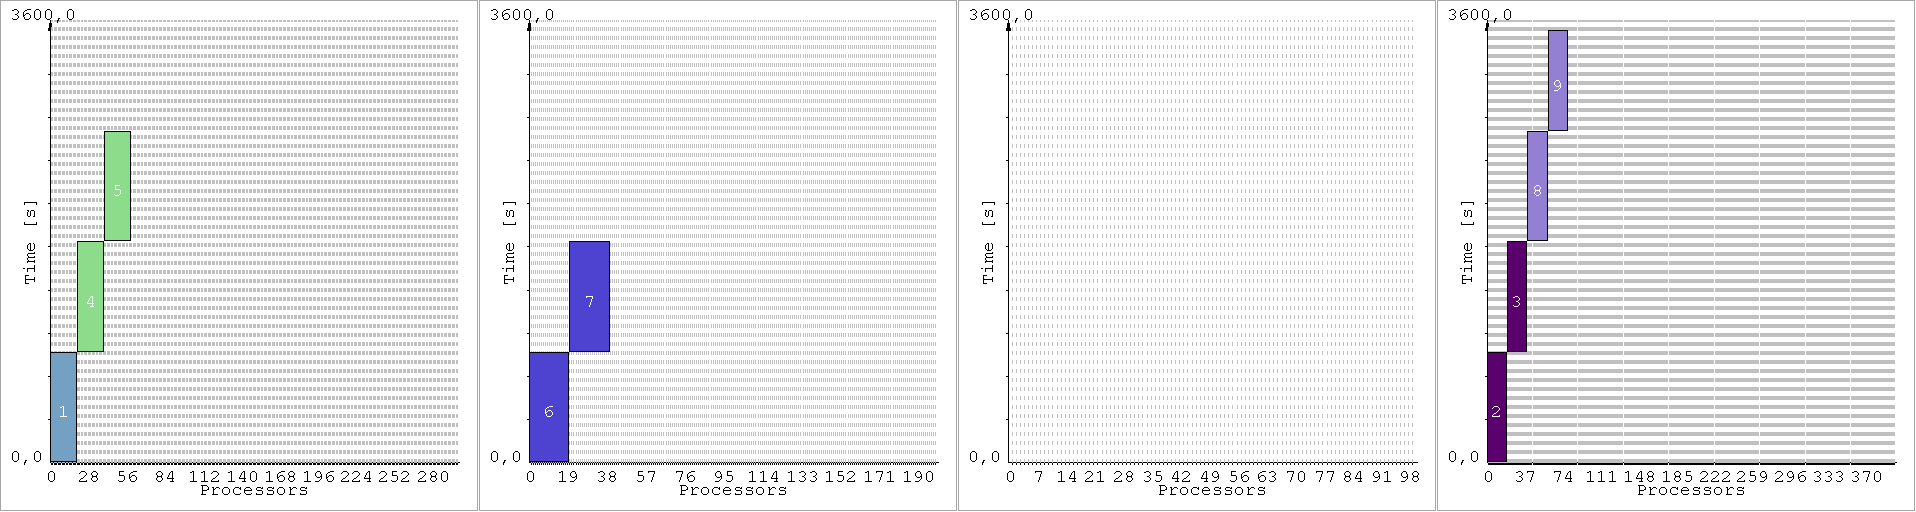 3600,0
Time [s]
5
4
1
0,0
0 28 56 84 112 140 168 196 224 252 280
Processors
3600,0
Time [s]
7
6
0,0
0 19 38 57 76 95 114 133 152 171 190
Processors
3600,0
Time [s]
0,0
0 7 14 21 28 35 42 49 56 63 70 77 84 91 98
Processors
3600,0
Time [s]
9
8
3
2
0,0
0 37 74 111 148 185 222 259 296 333 370
Processors